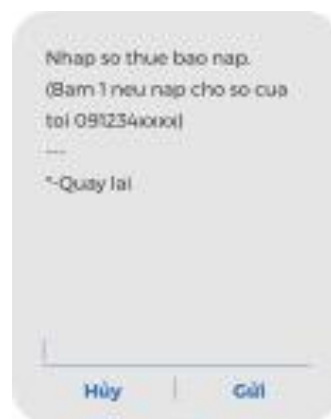 Nhap so thue bao nap.
(Bam 1 neu nap cho so cua
toi 091234xxxx)
---
*-Quay lai
Hủy
Gửi